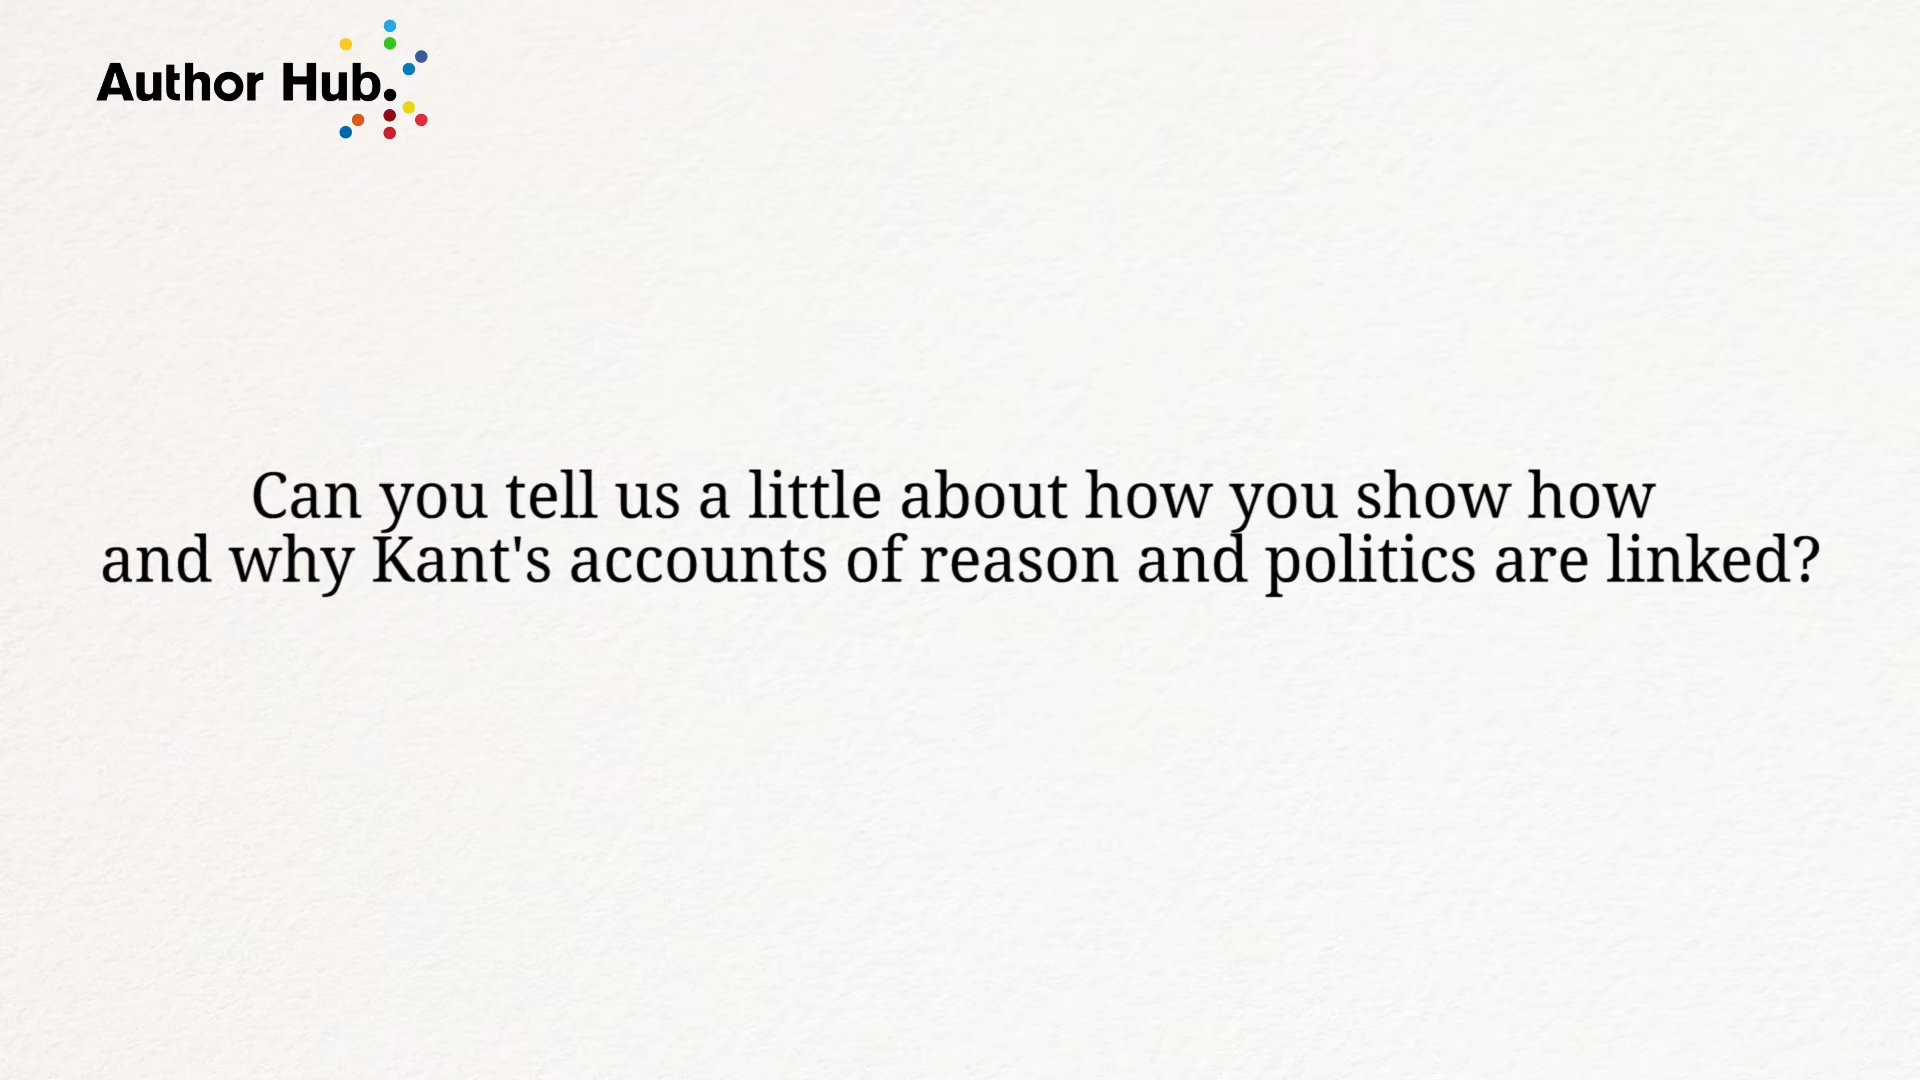 Author Hub.
Can you tell us a little about how you show how
and why Kant's accounts of reason and politics are linked?